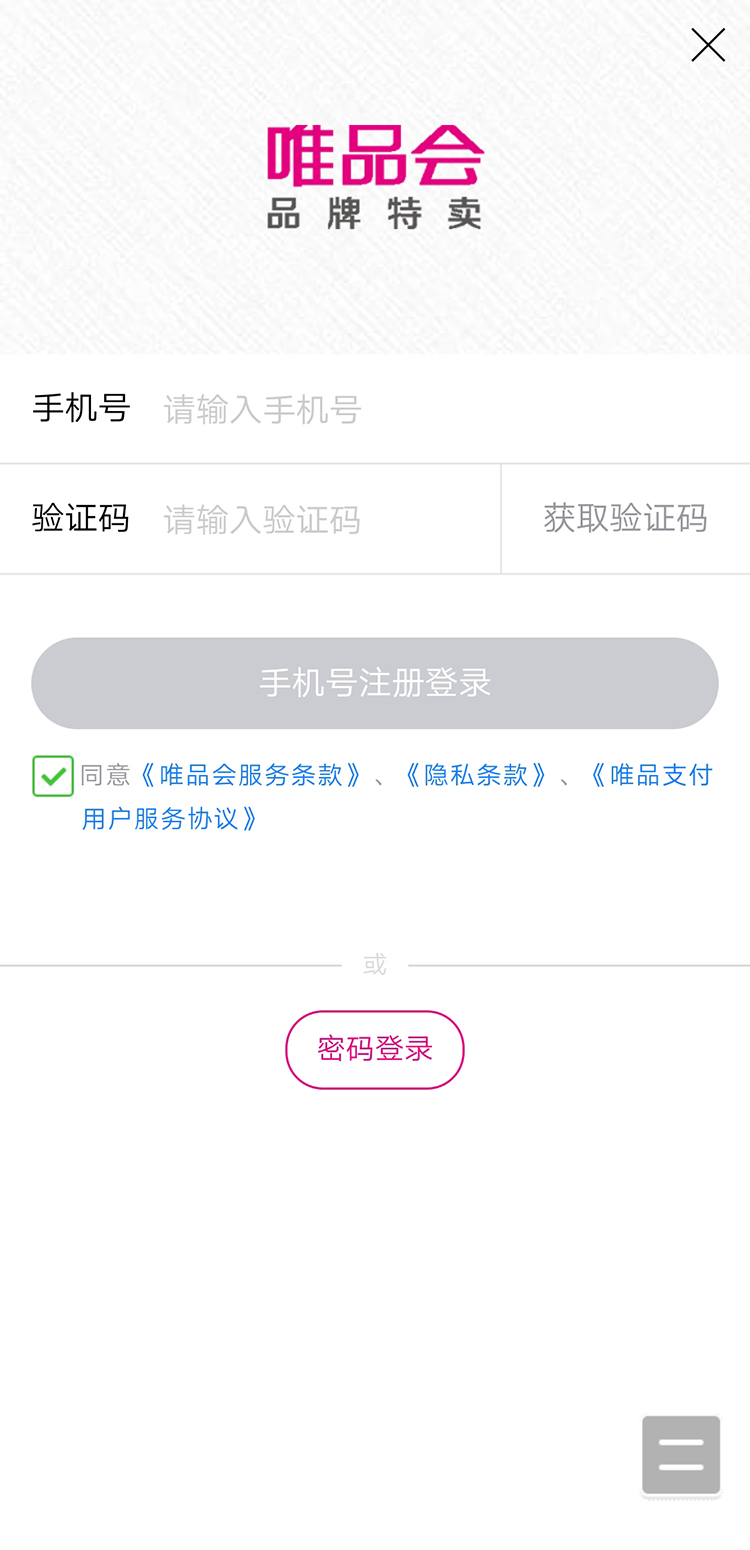 唯品会
品牌特卖
手机号 请输入手机号
验证码 请输入验证码 获取验证码
手机号注册登录
同意《唯品会服务条款》、《隐私条款》、《唯品支付
用户服务协议》
或
密码登录